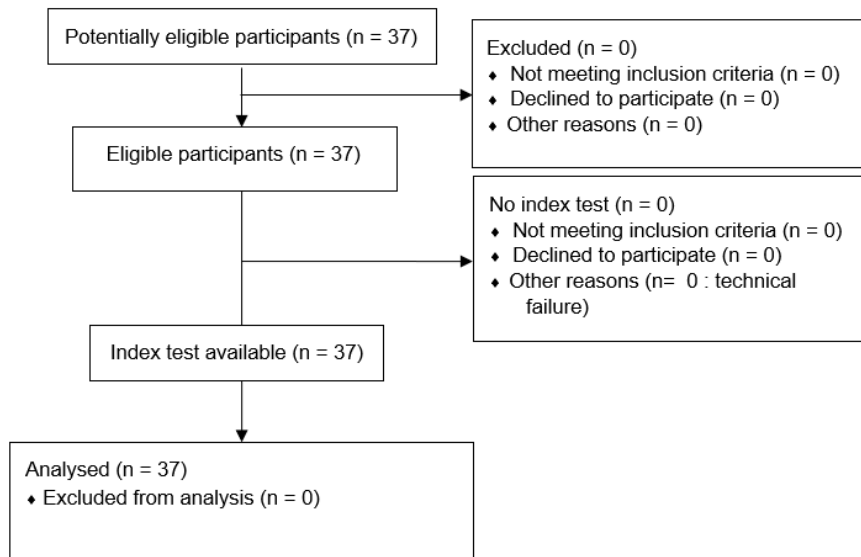 Potentially eligible participants (n = 37)
Excluded (n = 0)
♦ Not meeting inclusion criteria (n = 0)
♦ Declined to participate (n = 0)
♦ Other reasons (n = 0)
Eligible participants (n = 37)
No index test (n = 0)
♦ Not meeting inclusion criteria (n = 0)
♦ Declined to participate (n = 0)
♦ Other reasons (n=  0 : technical
failure)
Index test available (n = 37)
Analysed (n = 37)
♦ Excluded from analysis (n = 0)